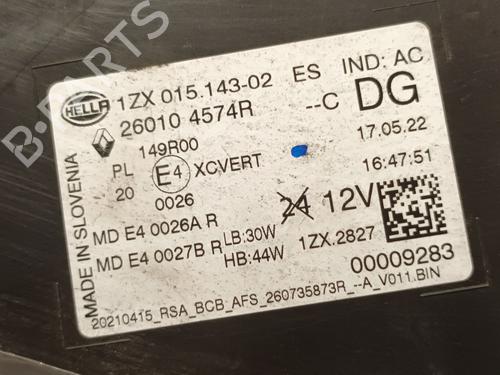 B-PARTS
HELLA 1ZX 015.143-02 ES IND: AC
26010 4574R --C DG
149R00 17.05.22
PL E4 XCVERT 16:47:51
20 0026
MD E4 0026A R 24 12V
MD E4 0027B R LB:30W 1ZX.2827
HB:44W 00009283
20210415_RSA_BCB_AFS_260735873R_--A_V011.BIN
MADE IN SLOVENIA